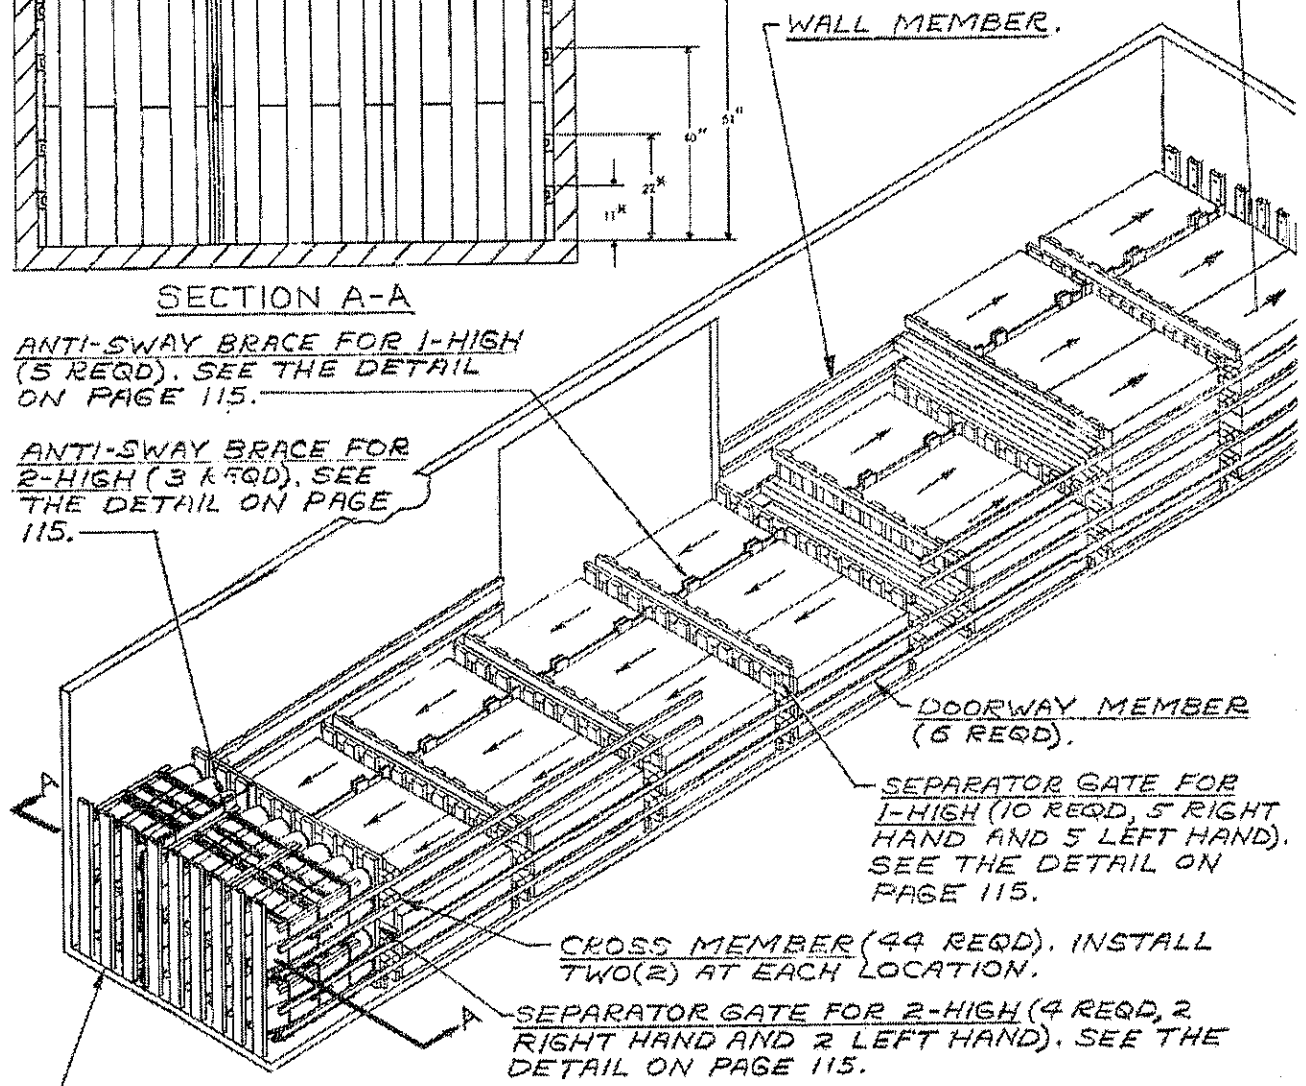 WALL MEMBER.
51"
40"
22"
11"
SECTION A-A
ANTI-SWAY BRACE FOR 1-HIGH
(5 REQD). SEE THE DETAIL
ON PAGE 115.
ANTI-SWAY BRACE FOR
2-HIGH (3 REQD). SEE
THE DETAIL ON PAGE
115.
DOORWAY MEMBER
(6 REQD).
SEPARATOR GATE FOR
1-HIGH (10 REQD, 5 RIGHT
HAND AND 5 LEFT HAND).
SEE THE DETAIL ON
PAGE 115.
A
CROSS MEMBER (44 REQD). INSTALL
TWO(2) AT EACH LOCATION.
A
SEPARATOR GATE FOR 2-HIGH (4 REQD, 2
RIGHT HAND AND 2 LEFT HAND). SEE THE
DETAIL ON PAGE 115.